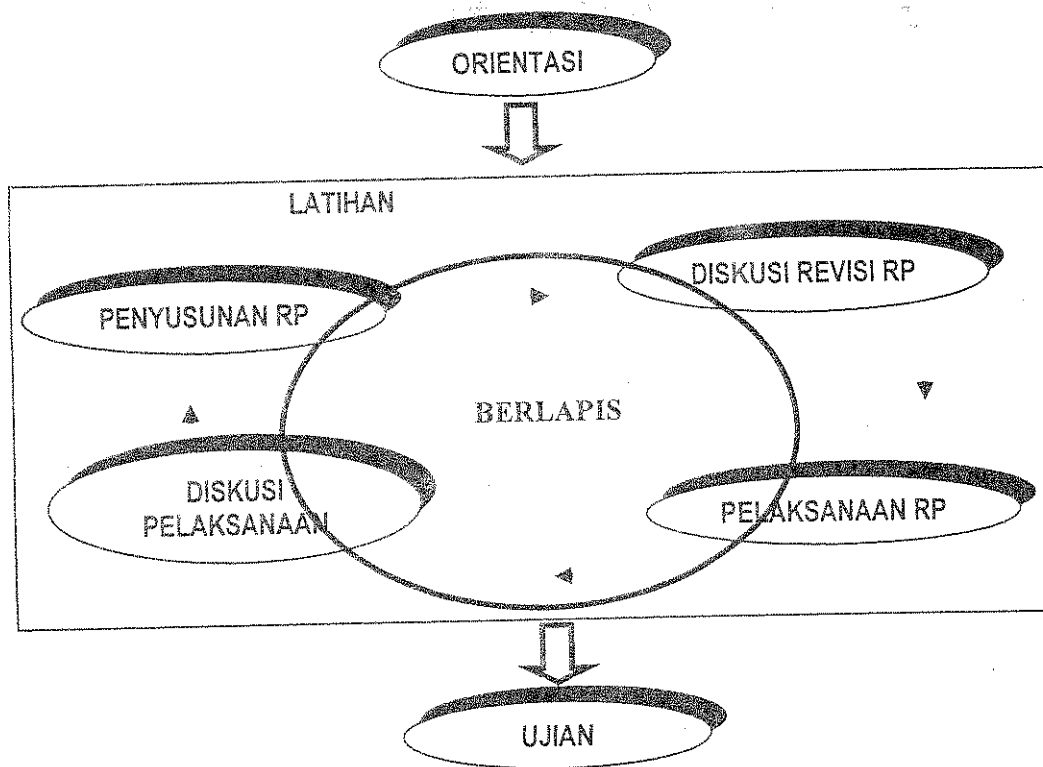 ORIENTASI
LATIHAN
PENYUSUNAN RP
DISKUSI REVISI RP
BERLAPIS
DISKUSI
PELAKSANAAN
PELAKSANAAN RP
UJIAN